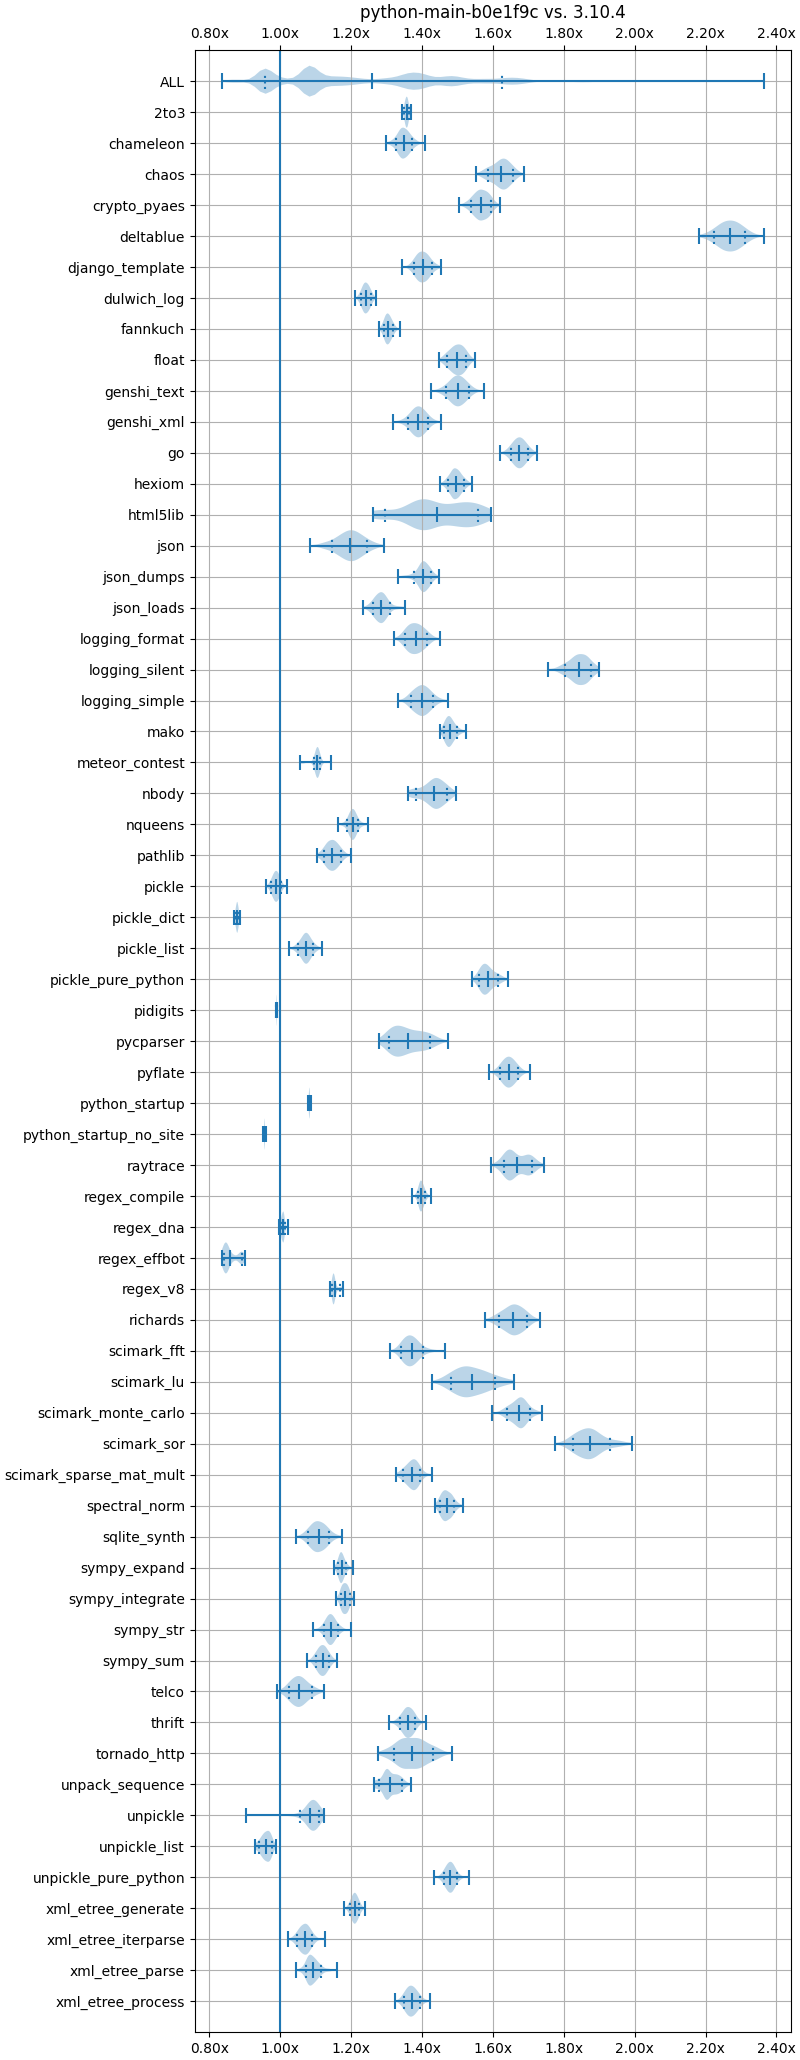 python-main-b0e1f9c vs. 3.10.4
0.80x 1.00x 1.20x 1.40x 1.60x 1.80x 2.00x 2.20x 2.40x
ALL
2to3
chameleon
chaos
crypto_pyaes
deltablue
django_template
dulwich_log
fannkuch
float
genshi_text
genshi_xml
go
hexiom
html5lib
json
json_dumps
json_loads
logging_format
logging_silent
logging_simple
mako
meteor_contest
nbody
nqueens
pathlib
pickle
pickle_dict
pickle_list
pickle_pure_python
pidigits
pycparser
pyflate
python_startup
python_startup_no_site
raytrace
regex_compile
regex_dna
regex_effbot
regex_v8
richards
scimark_fft
scimark_lu
scimark_monte_carlo
scimark_sor
scimark_sparse_mat_mult
spectral_norm
sqlite_synth
sympy_expand
sympy_integrate
sympy_str
sympy_sum
telco
thrift
tornado_http
unpack_sequence
unpickle
unpickle_list
unpickle_pure_python
xml_etree_generate
xml_etree_iterparse
xml_etree_parse
xml_etree_process
0.80x 1.00x 1.20x 1.40x 1.60x 1.80x 2.00x 2.20x 2.40x